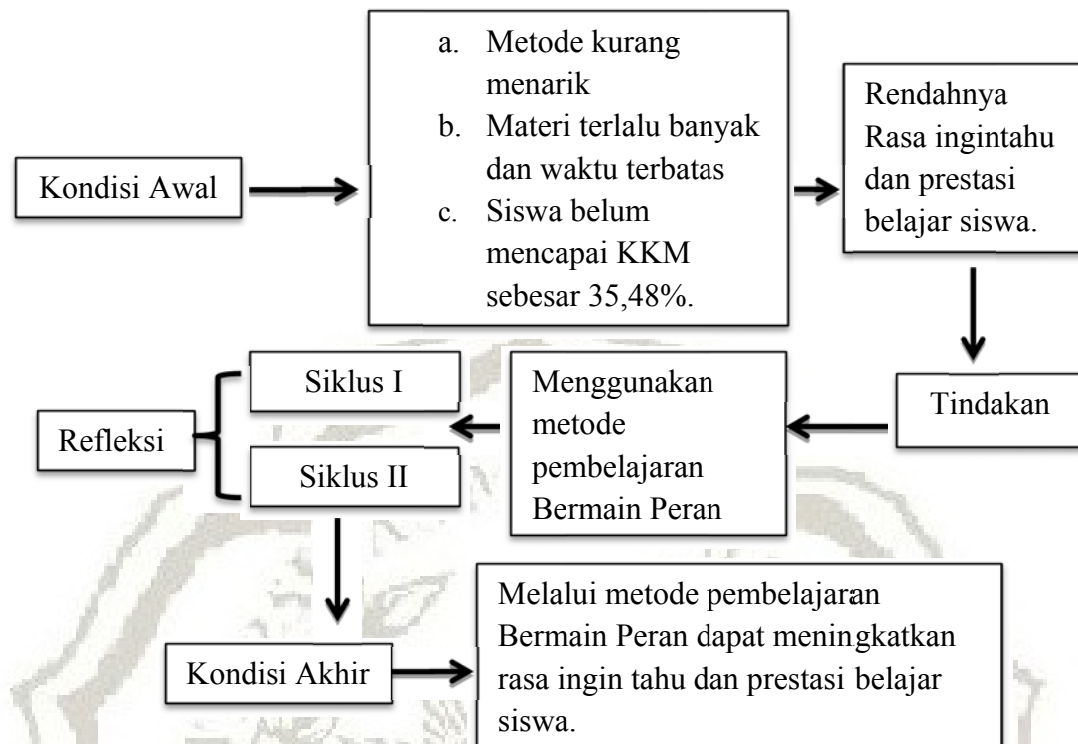 Kondisi Awal
a. Metode kurang
menarik
b. Materi terlalu banyak
dan waktu terbatas
c. Siswa belum
mencapai KKM
sebesar 35,48%.
Rendahnya
Rasa ingintahu
dan prestasi
belajar siswa.
Tindakan
Menggunakan
metode
pembelajaran
Bermain Peran
Siklus I
Siklus II
Refleksi
Kondisi Akhir
Melalui metode pembelajaran
Bermain Peran dapat meningkatkan
rasa ingin tahu dan prestasi belajar
siswa.